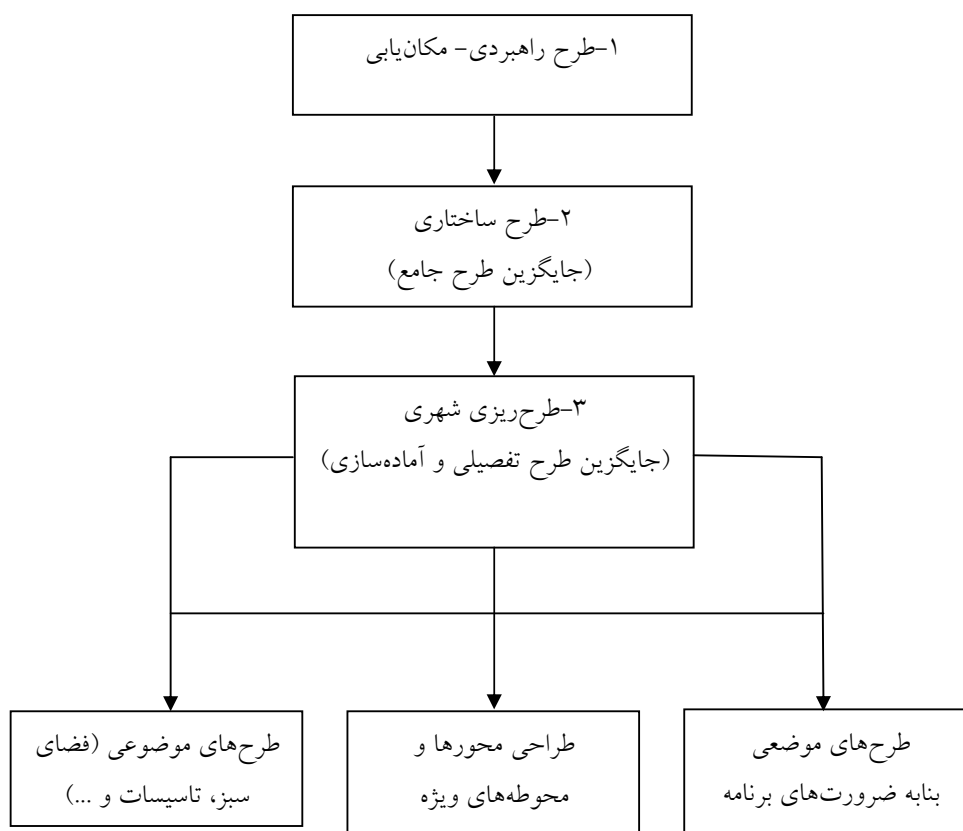 ۱-طرح راهبردی- مکان‌یابی
۲-طرح ساختاری
(جایگزین طرح جامع)
۳-طرح‌ریزی شهری
(جایگزین طرح تفصیلی و آماده‌سازی)
طرح‌های موضعی
بنابه ضرورت‌های برنامه
طراحی محورها و
محوطه‌های ویژه
طرح‌های موضوعی (فضای
سبز، تاسیسات و ...)